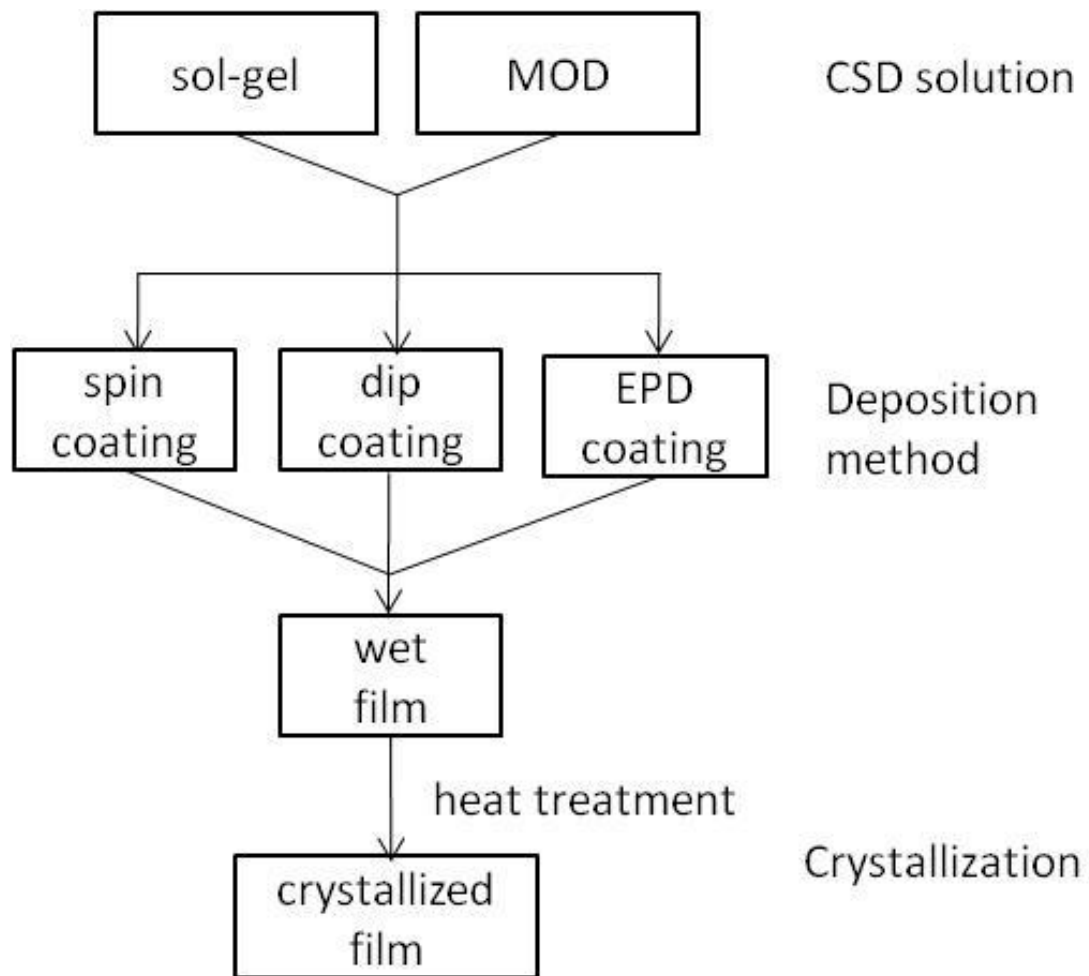 sol-gel
MOD
CSD solution
spin
coating
dip
coating
EPD
coating
Deposition
method
wet
film
heat treatment
Crystallization
crystallized
film